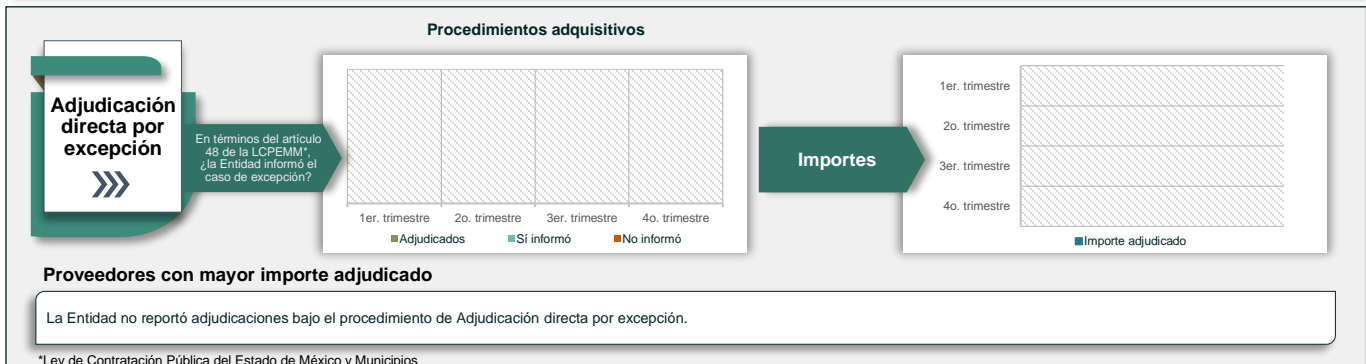 Procedimientos adquisitivos
Adjudicación
directa por
excepción
En términos del artículo
48 de la LCPEMM*,
¿la Entidad informó el
caso de excepción?
1er. trimestre
2o. trimestre
3er. trimestre
4o. trimestre
Adjudicados
Sí informó
No informó
Importes
1er. trimestre
2o. trimestre
3er. trimestre
4o. trimestre
Importe adjudicado
Proveedores con mayor importe adjudicado
La Entidad no reportó adjudicaciones bajo el procedimiento de Adjudicación directa por excepción.
*Ley de Contratación Pública del Estado de México y Municipios